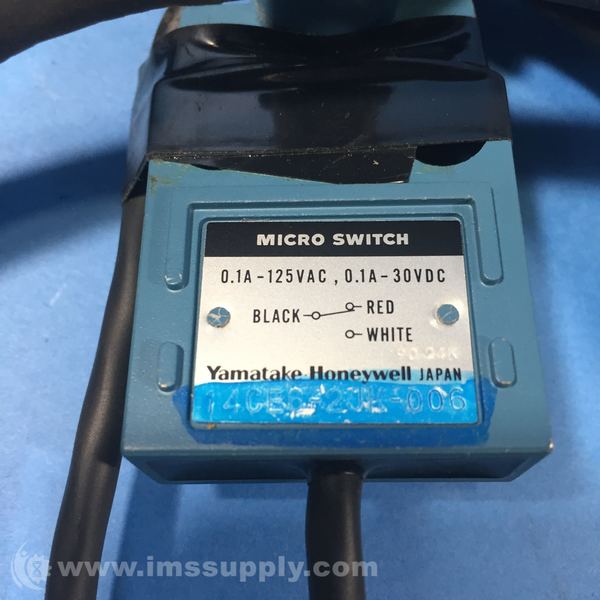 MICRO SWITCH
0.1A-125VAC, 0.1A-30VDC
BLACK RED
WHITE
Yamatake-Honeywell JAPAN
www.imssupply.com